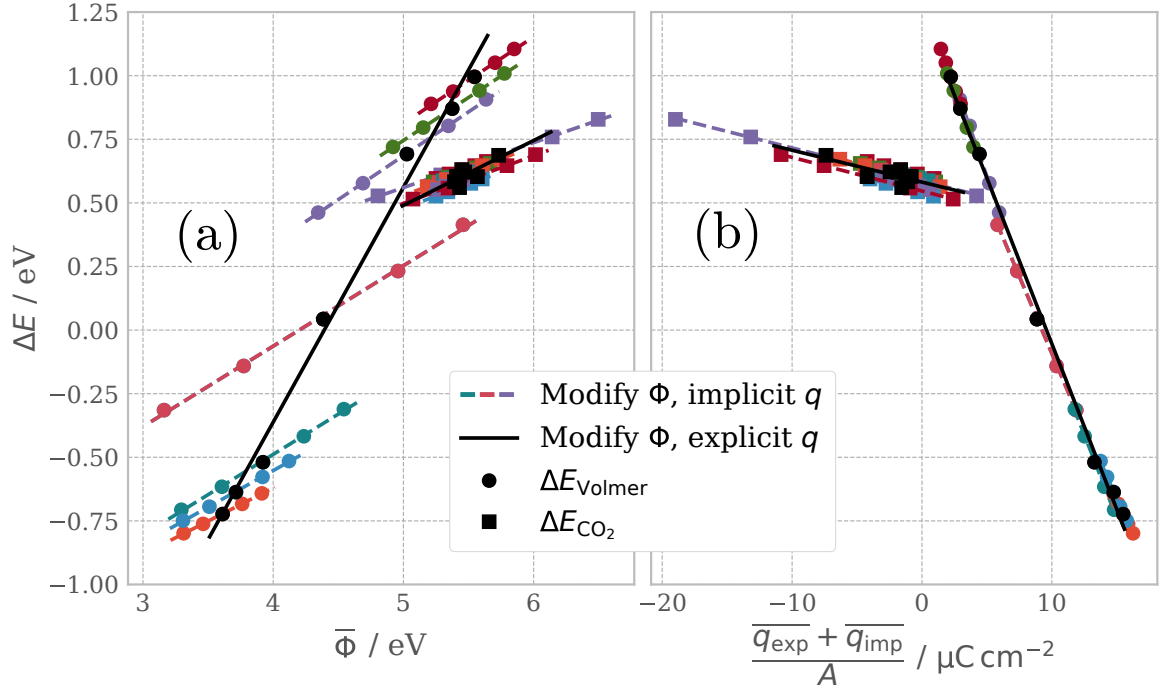 1.00
0.75
0.50
0.25
0.00
−0.25
−0.50
−0.75
−1.00
ΔE / eV
(a)
(b)
Modify Φ, implicit q
Modify Φ, explicit q
ΔE_Volmer
ΔE_CO₂
3 4 5 6
−20 −10 0 10
Φ̅ / eV
q̅_exp + q̅_imp / μC cm⁻²
A